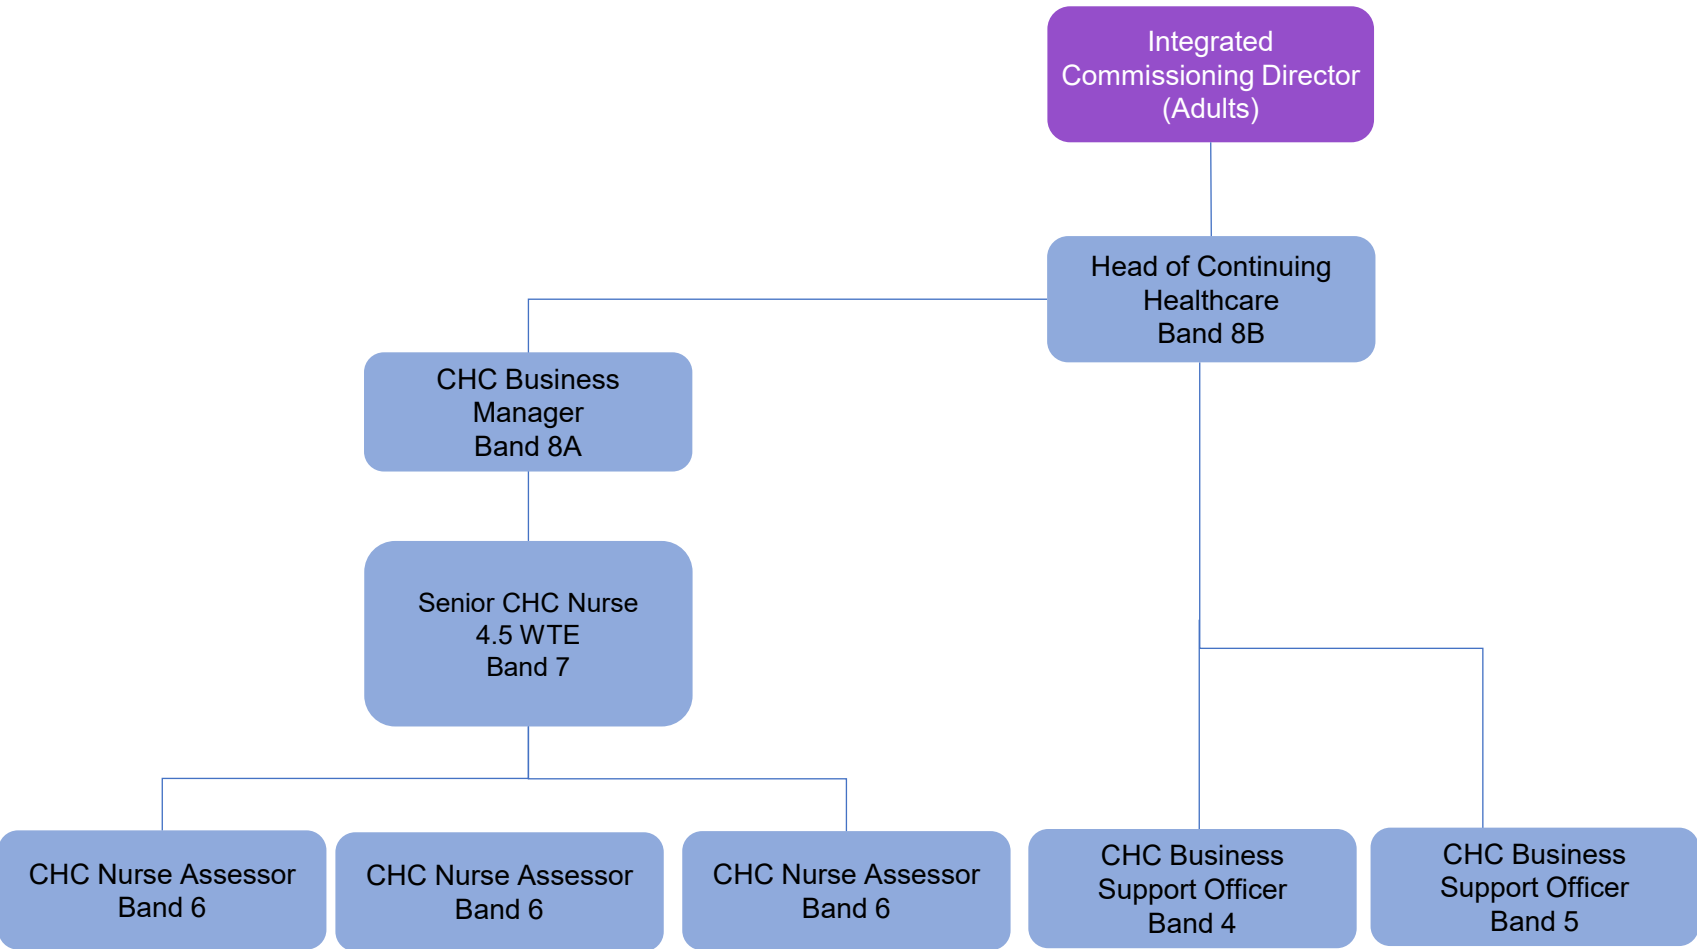 Integrated
Commissioning Director
(Adults)
Head of Continuing
Healthcare
Band 8B
CHC Business
Manager
Band 8A
Senior CHC Nurse
4.5 WTE
Band 7
CHC Nurse Assessor
Band 6
CHC Nurse Assessor
Band 6
CHC Nurse Assessor
Band 6
CHC Business
Support Officer
Band 4
CHC Business
Support Officer
Band 5